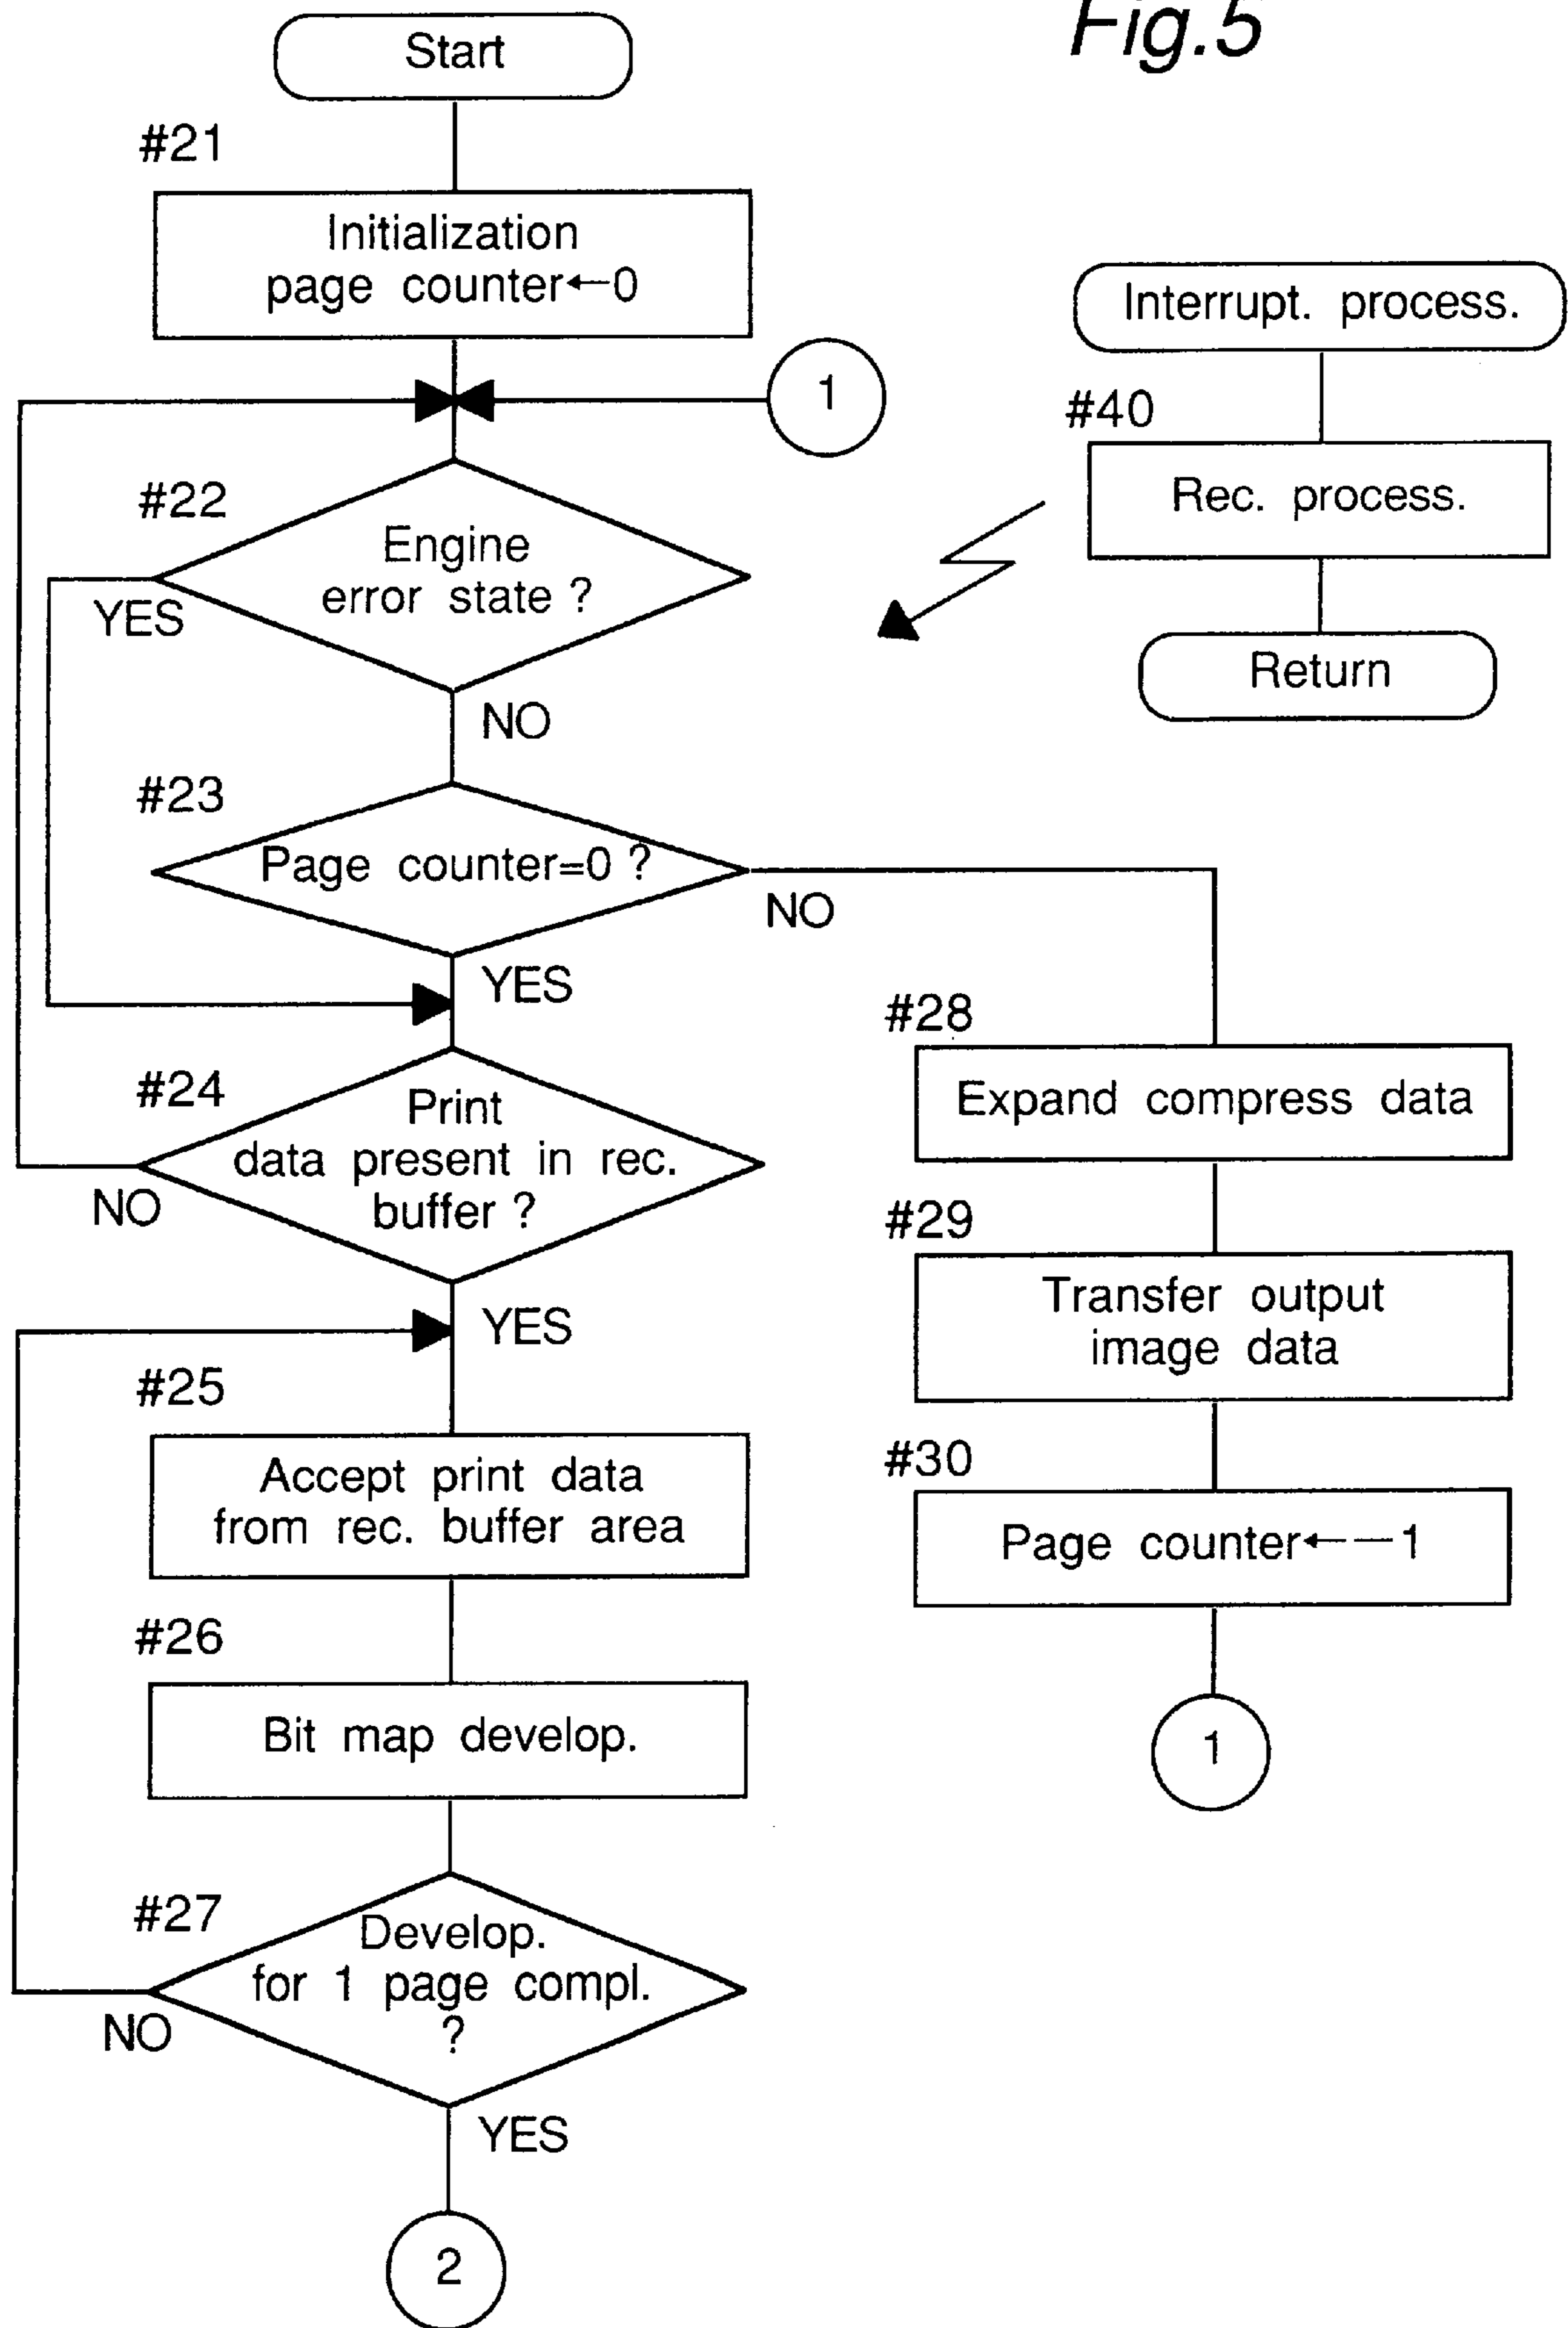 Fig.5
Start
#21
Initialization
page counter←0
1
#22
Engine
error state ?
YES
NO
#23
Page counter=0 ?
NO
YES
#24
Print
data present in rec.
buffer ?
NO
YES
#25
Accept print data
from rec. buffer area
#26
Bit map develop.
#27
Develop.
for 1 page compl.
?
NO
YES
2
Interrupt. process.
#40
Rec. process.
Return
#28
Expand compress data
#29
Transfer output
image data
#30
Page counter←—1
1